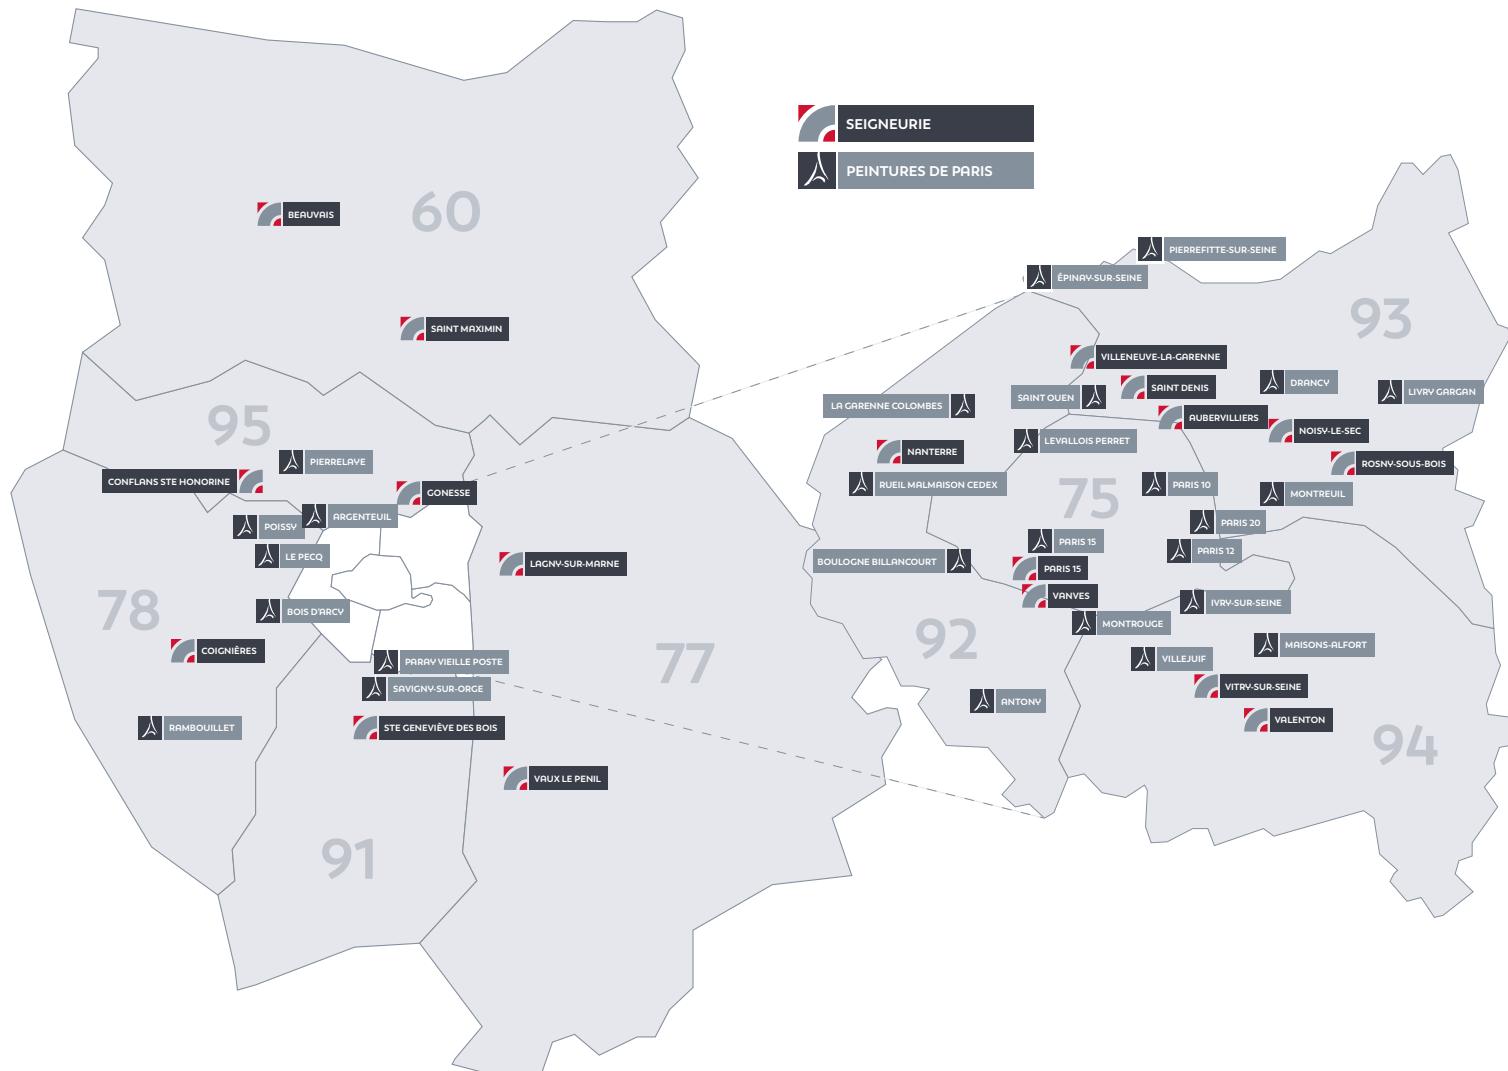 SEIGNEURIE
PEINTURES DE PARIS
60
BEAUVAIS
SAINT MAXIMIN
95
PIERRELAYE
CONFLANS STE HONORINE
GONESSE
ARGENTEUIL
POISSY
LE PECQ
LAGNY-SUR-MARNE
78
BOIS D'ARCY
COIGNIÈRES
PARAY VIEILLE POSTE
77
SAVIGNY-SUR-ORGE
RAMBOUILLET
STE GENEVIÈVE DES BOIS
VAUX LE PENIL
91
PIERREFITTE-SUR-SEINE
ÉPINAY-SUR-SEINE
93
VILLENEUVE-LA-GARENNE
SAINT DENIS
DRANCY
LIVRY GARGAN
SAINT OUEN
LA GARENNE COLOMBES
AUBERVILLIERS
NOISY-LE-SEC
LEVALLOIS PERRET
NANTERRE
ROSNY-SOUS-BOIS
RUEIL MALMAISON CEDEX
75
PARIS 10
MONTREUIL
PARIS 20
PARIS 15
PARIS 12
BOULOGNE BILLANCOURT
PARIS 15
VANVES
IVRY-SUR-SEINE
MONTROUGE
92
MAISONS-ALFORT
VILLEJUIF
VITRY-SUR-SEINE
ANTONY
VALENTON
94